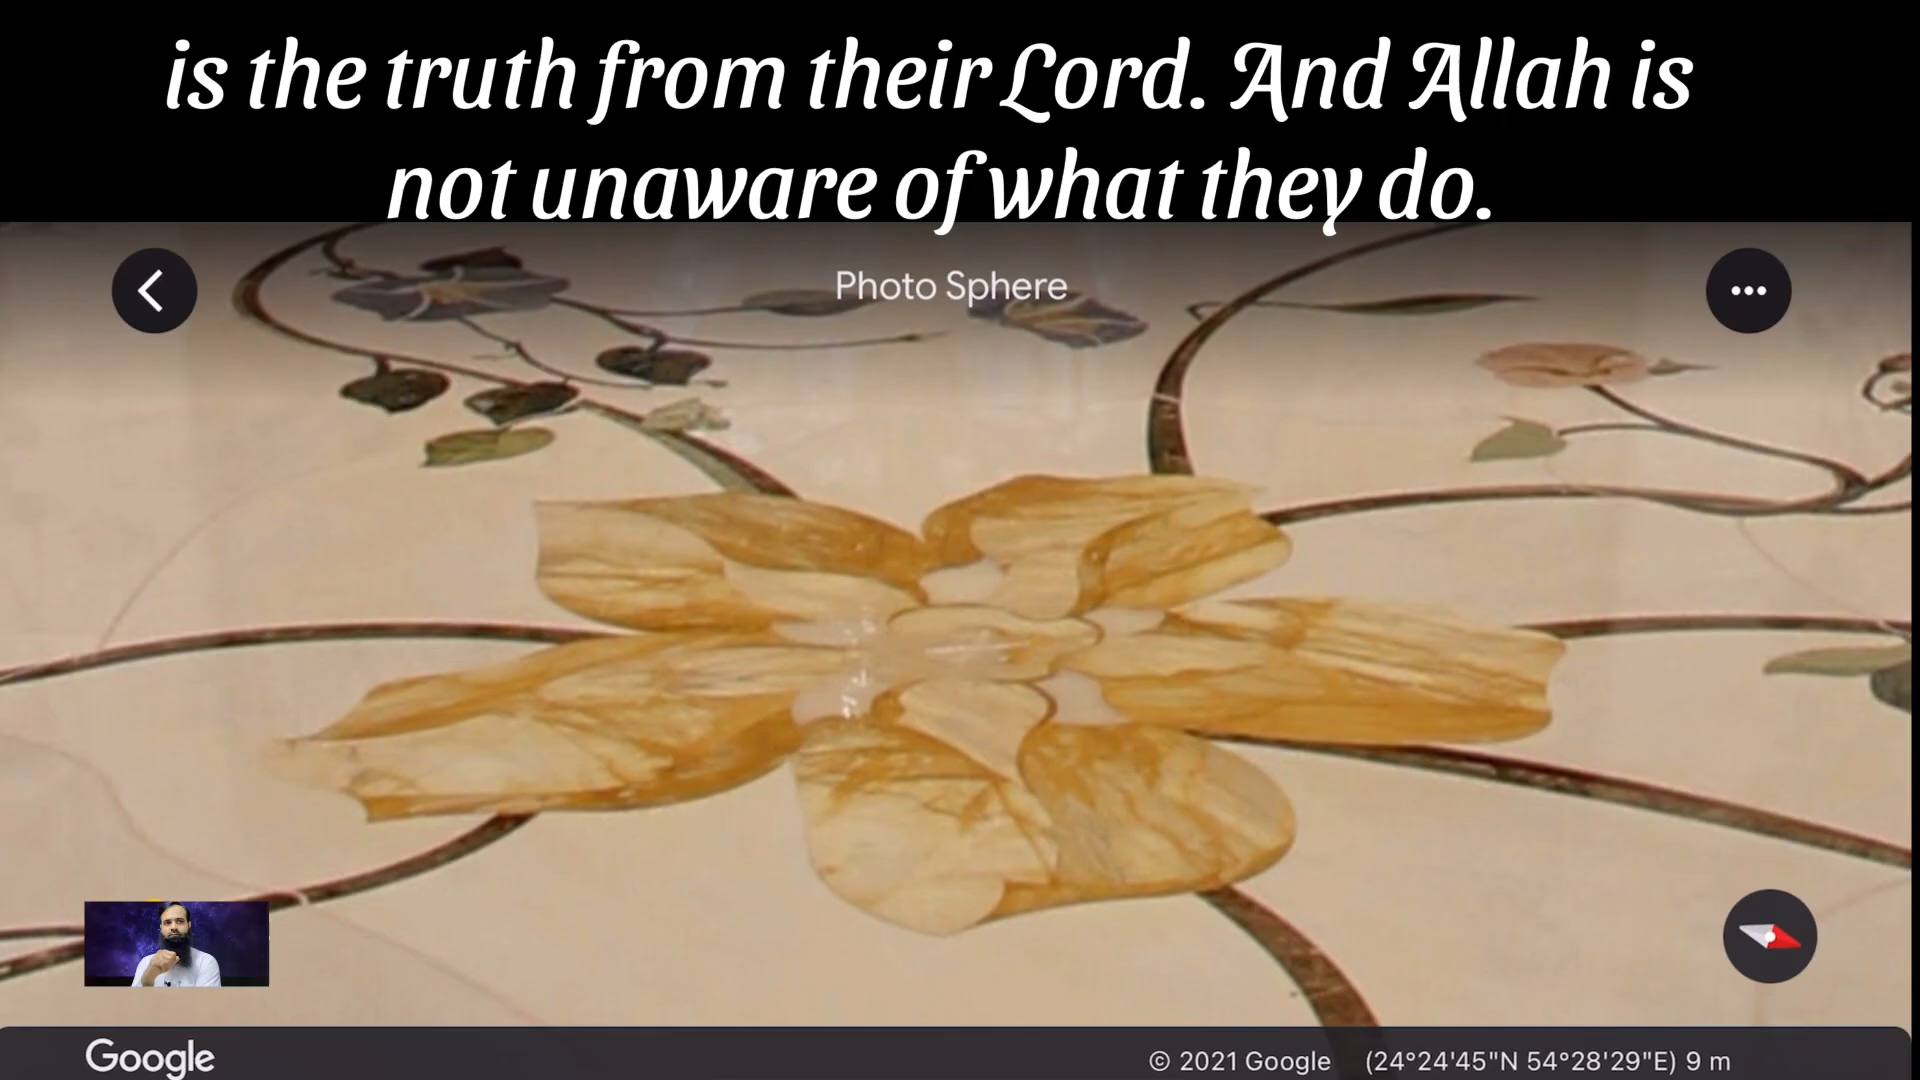 is the truth from their Lord. And Allah is
not unaware of what they do.
Photo Sphere
Google
© 2021 Google (24°24'45"N 54°28'29"E) 9 m